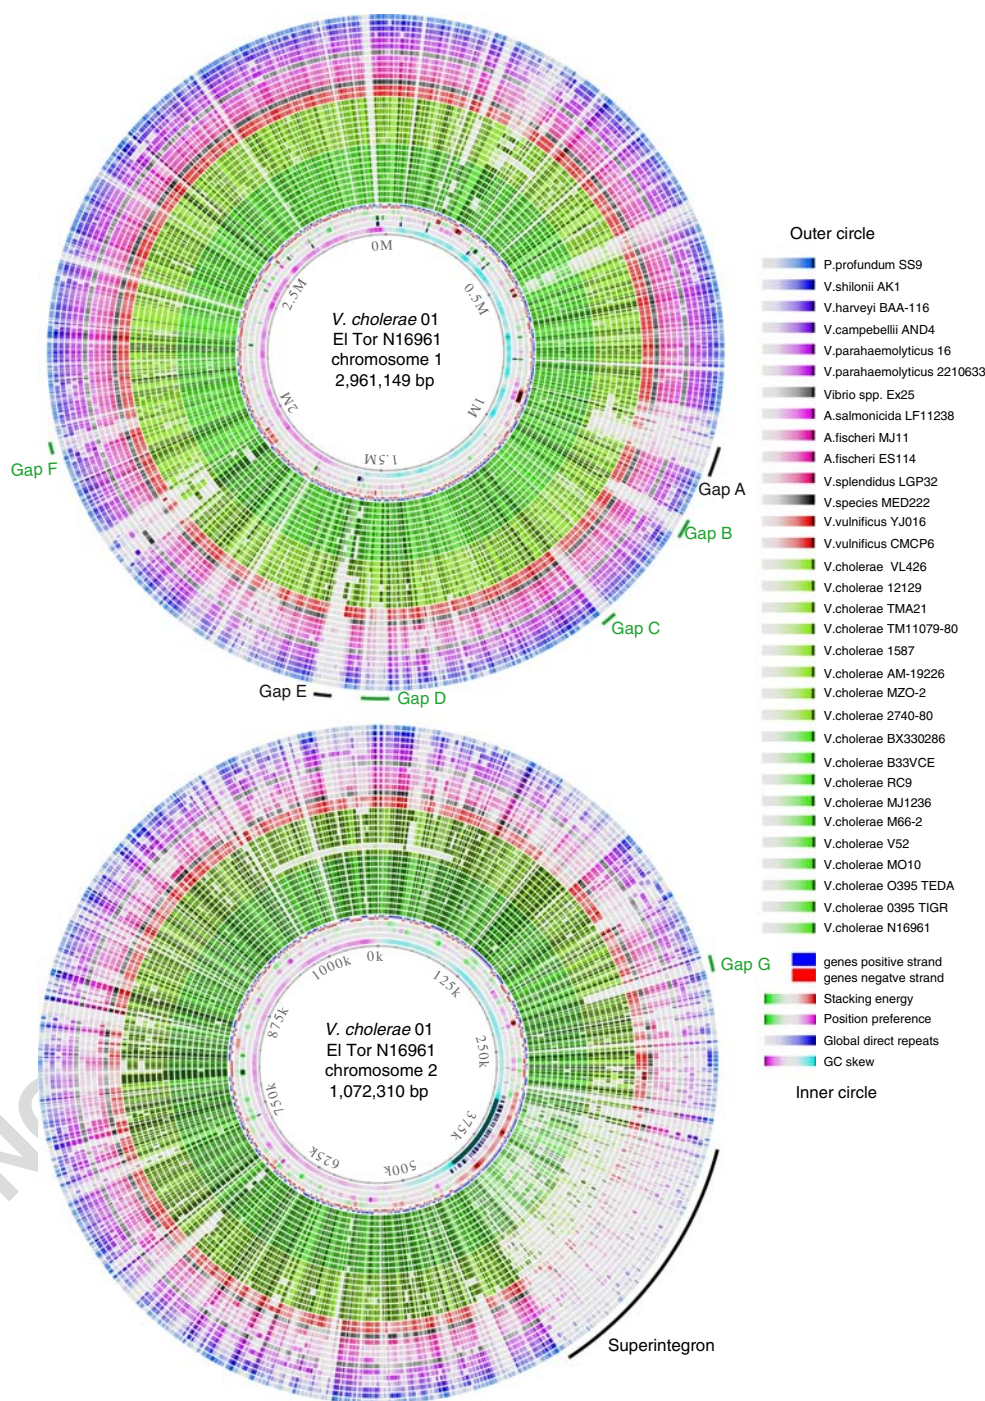 0M
0.5M
1M
1.5M
2M
2.5M
V. cholerae 01
El Tor N16961
chromosome 1
2,961,149 bp
Gap A
Gap B
Gap C
Gap D
Gap E
Gap F
Outer circle
P.profundum SS9
V.shilonii AK1
V.harveyi BAA-116
V.campebellii AND4
V.parahaemolyticus 16
V.parahaemolyticus 2210633
Vibrio spp. Ex25
A.salmonicida LF11238
A.fischeri MJ11
A.fischeri ES114
V.splendidus LGP32
V.species MED222
V.vulnificus YJ016
V.vulnificus CMCP6
V.cholerae VL426
V.cholerae 12129
V.cholerae TMA21
V.cholerae TM11079-80
V.cholerae 1587
V.cholerae AM-19226
V.cholerae MZO-2
V.cholerae 2740-80
V.cholerae BX330286
V.cholerae B33VCE
V.cholerae RC9
V.cholerae MJ1236
V.cholerae M66-2
V.cholerae V52
V.cholerae MO10
V.cholerae O395 TEDA
V.cholerae 0395 TIGR
V.cholerae N16961
genes positive strand
genes negatve strand
Stacking energy
Position preference
Global direct repeats
GC skew
Inner circle
0k
125k
250k
375k
500k
625k
750k
875k
1000k
V. cholerae 01
El Tor N16961
chromosome 2
1,072,310 bp
Gap G
Superintegron